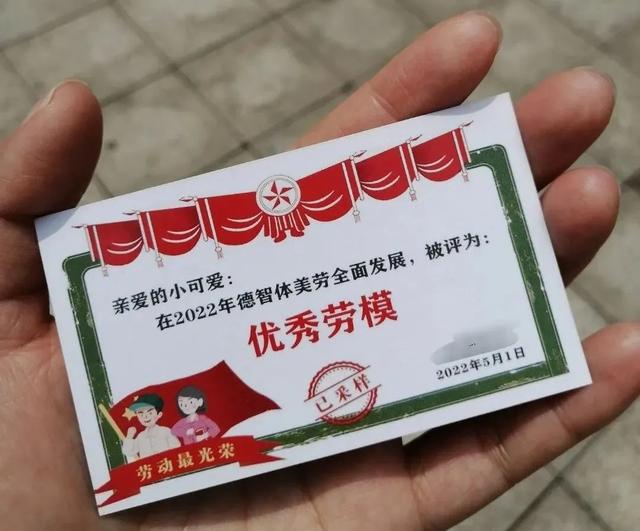 亲爱的小可爱：
在2022年德智体美劳全面发展，被评为：
优秀劳模
已采样
2022年5月1日
劳动最光荣